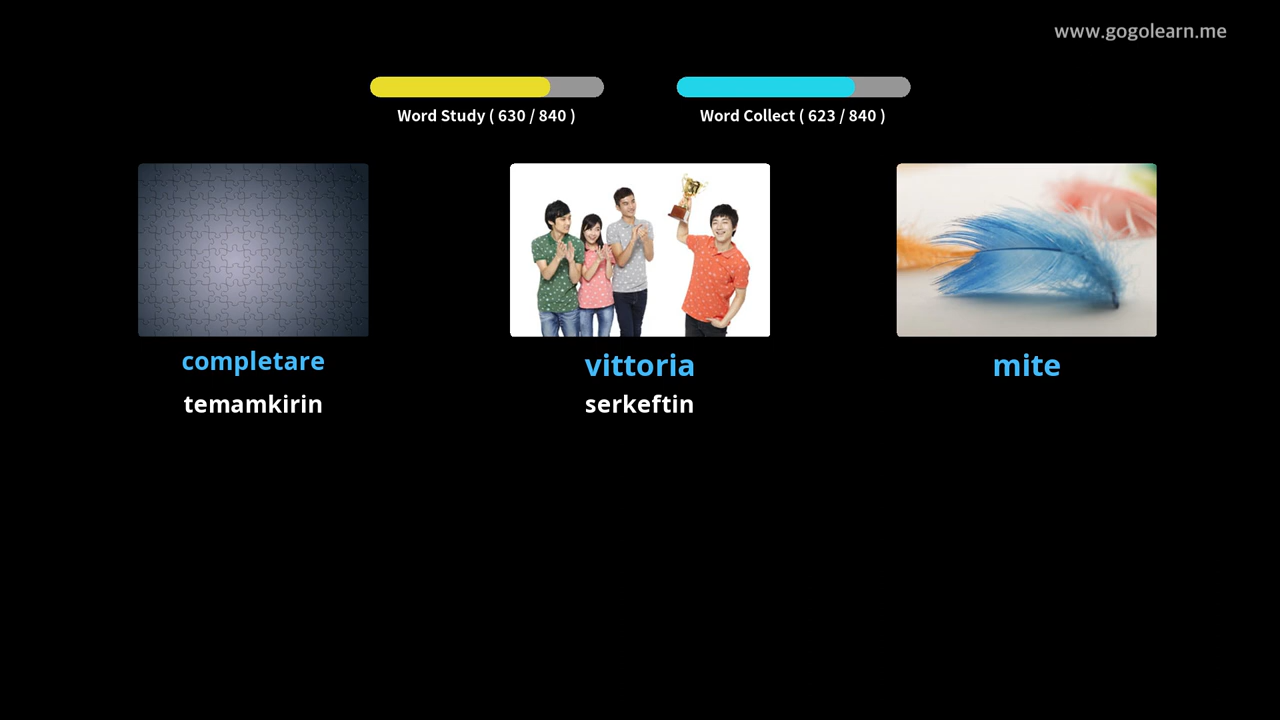 www.gogolearn.me
Word Study ( 630 / 840 )
Word Collect ( 623 / 840 )
completare
temamkirin
vittoria
serkeftin
mite